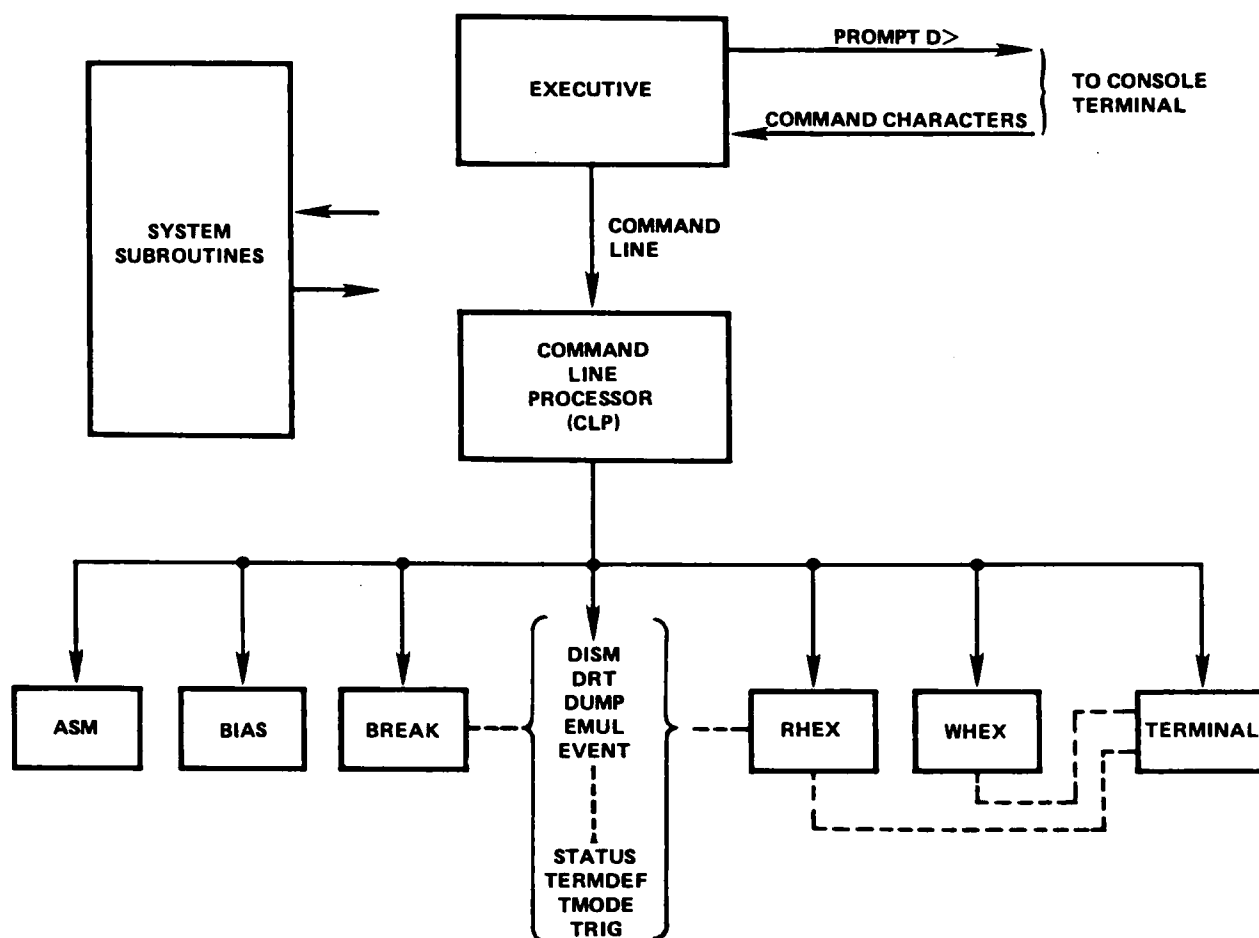 PROMPT D>
EXECUTIVE
TO CONSOLE
TERMINAL
COMMAND CHARACTERS
SYSTEM
SUBROUTINES
COMMAND
LINE
COMMAND
LINE
PROCESSOR
(CLP)
ASM
BIAS
BREAK
DISM
DRT
DUMP
EMUL
EVENT
STATUS
TERMDEF
TMODE
TRIG
RHEX
WHEX
TERMINAL